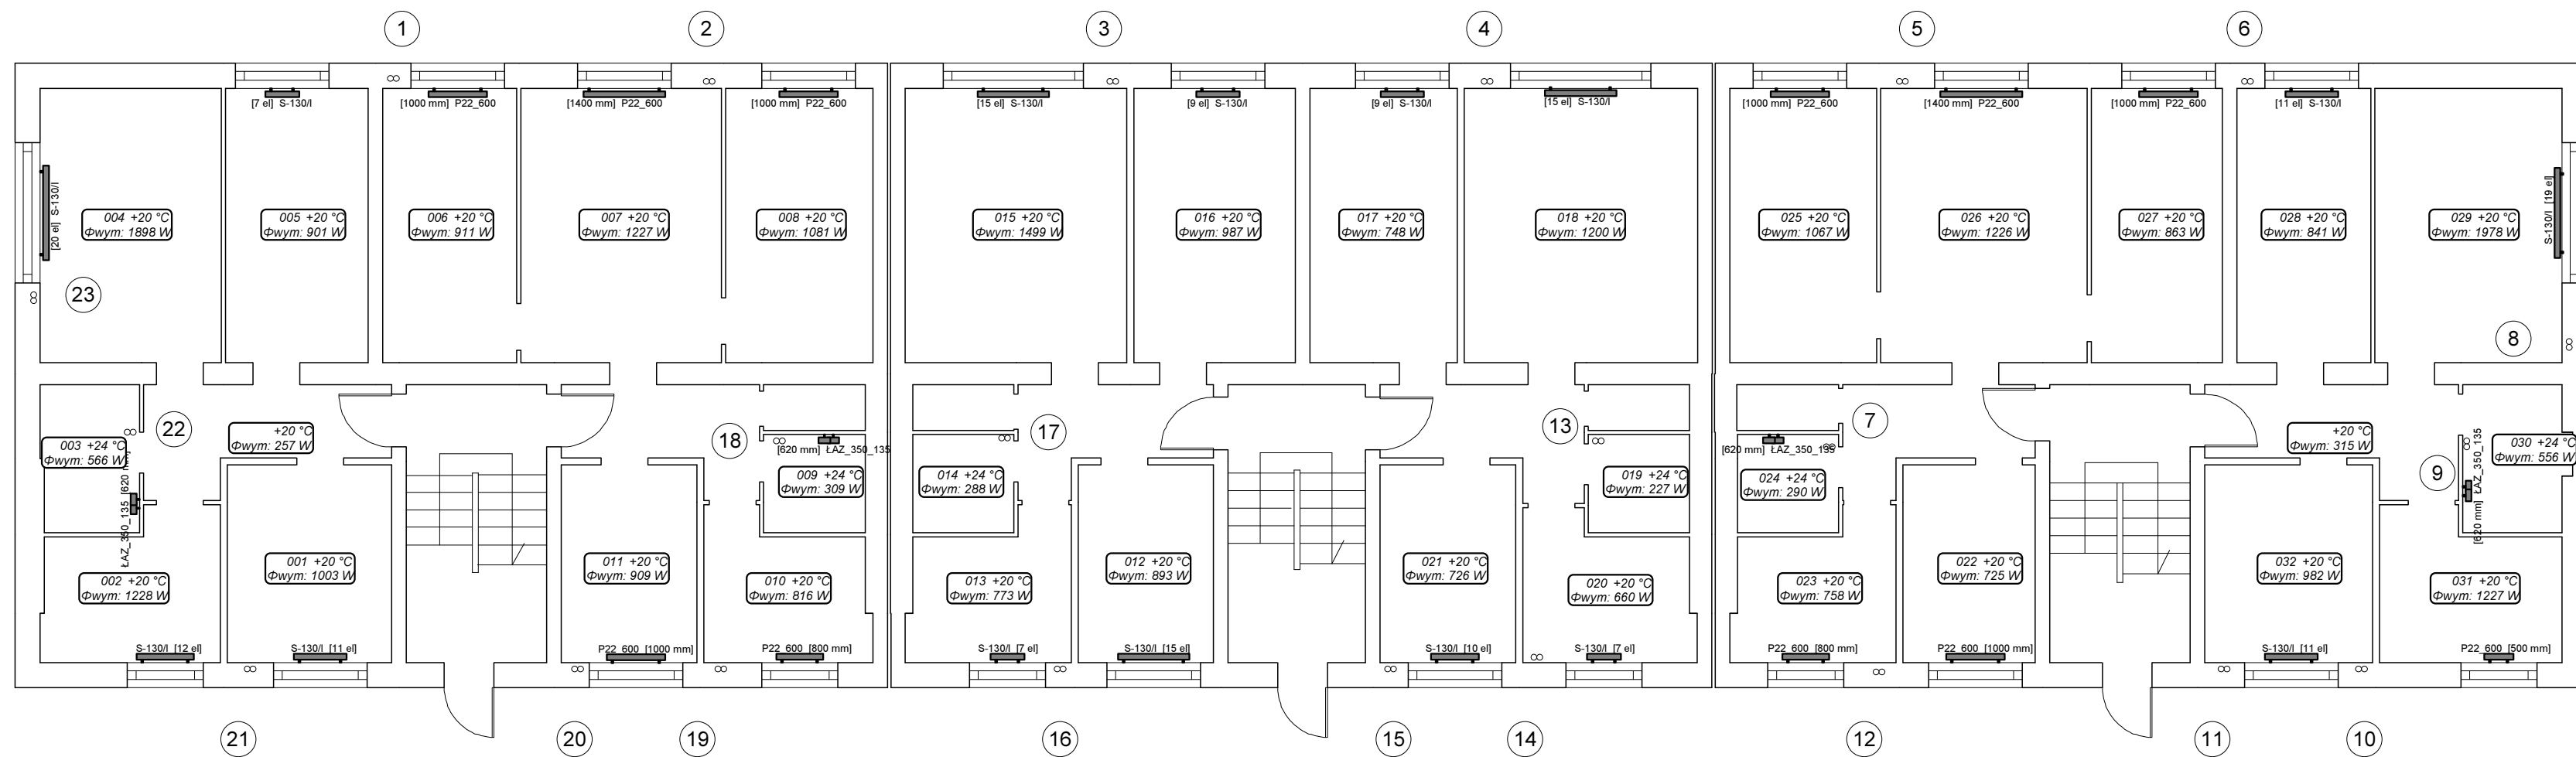 1
2
3
4
5
6
[7 el] S-130/l
[1000 mm] P22_600
[1400 mm] P22_600
[1000 mm] P22_600
[15 el] S-130/l
[9 el] S-130/l
[9 el] S-130/l
[15 el] S-130/l
[1000 mm] P22_600
[1400 mm] P22_600
[1000 mm] P22_600
[11 el] S-130/l
[20 el] S-130/l
S-130/l [19 el]
004 +20 °C
Φwym: 1898 W
005 +20 °C
Φwym: 901 W
006 +20 °C
Φwym: 911 W
007 +20 °C
Φwym: 1227 W
008 +20 °C
Φwym: 1081 W
015 +20 °C
Φwym: 1499 W
016 +20 °C
Φwym: 987 W
017 +20 °C
Φwym: 748 W
018 +20 °C
Φwym: 1200 W
025 +20 °C
Φwym: 1067 W
026 +20 °C
Φwym: 1226 W
027 +20 °C
Φwym: 863 W
028 +20 °C
Φwym: 841 W
029 +20 °C
Φwym: 1978 W
23
8
22
18
17
13
7
9
003 +24 °C
Φwym: 566 W
+20 °C
Φwym: 257 W
+20 °C
Φwym: 315 W
030 +24 °C
Φwym: 556 W
ŁAZ_350_135 [620 mm]
[620 mm] ŁAZ_350_135
[620 mm] ŁAZ_350_135
[620 mm] ŁAZ_350_135
009 +24 °C
Φwym: 309 W
014 +24 °C
Φwym: 288 W
019 +24 °C
Φwym: 227 W
024 +24 °C
Φwym: 290 W
002 +20 °C
Φwym: 1228 W
001 +20 °C
Φwym: 1003 W
011 +20 °C
Φwym: 909 W
010 +20 °C
Φwym: 816 W
013 +20 °C
Φwym: 773 W
012 +20 °C
Φwym: 893 W
021 +20 °C
Φwym: 726 W
020 +20 °C
Φwym: 660 W
023 +20 °C
Φwym: 758 W
022 +20 °C
Φwym: 725 W
032 +20 °C
Φwym: 982 W
031 +20 °C
Φwym: 1227 W
S-130/l [12 el]
S-130/l [11 el]
P22_600 [1000 mm]
P22_600 [800 mm]
S-130/l [7 el]
S-130/l [15 el]
S-130/l [10 el]
S-130/l [7 el]
P22_600 [800 mm]
P22_600 [1000 mm]
S-130/l [11 el]
P22_600 [500 mm]
21
20
19
16
15
14
12
11
10